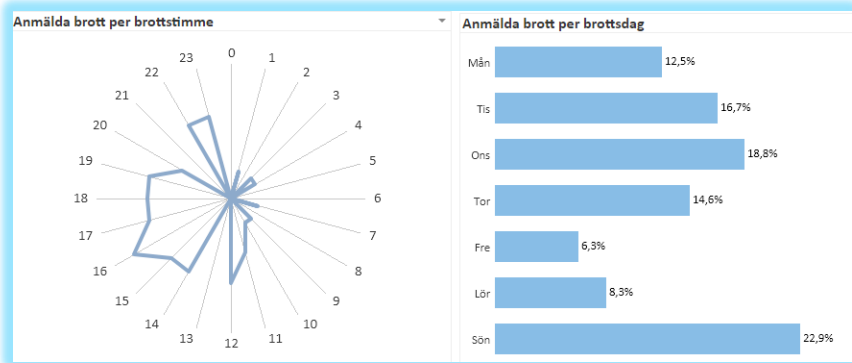 Anmälda brott per brottstimme
0
1
2
3
4
5
6
7
8
9
10
11
12
13
14
15
16
17
18
19
20
21
22
23
Anmälda brott per brottsdag
Mån 12,5%
Tis 16,7%
Ons 18,8%
Tor 14,6%
Fre 6,3%
Lör 8,3%
Sön 22,9%